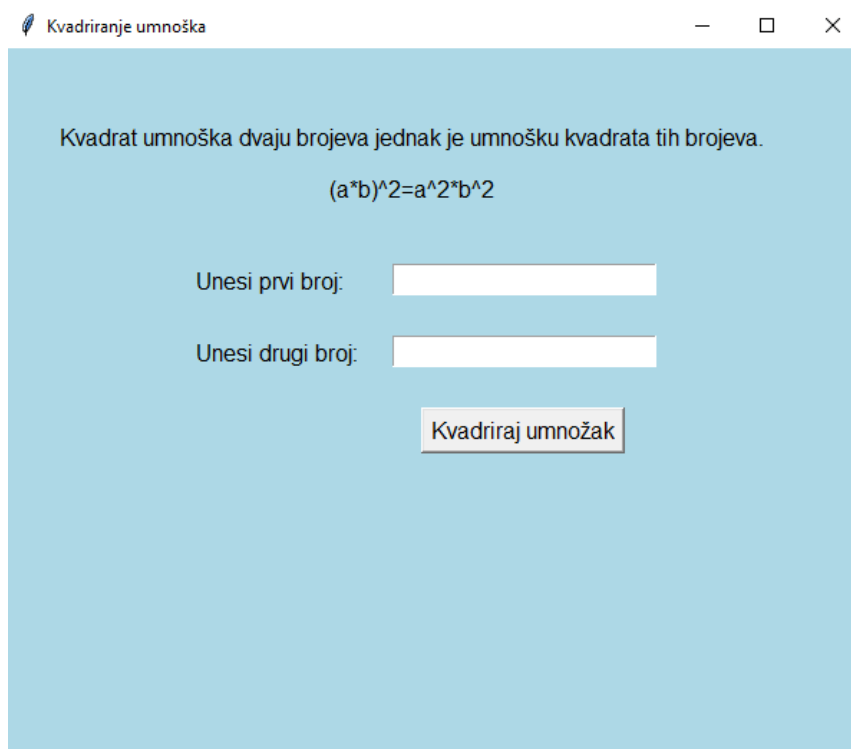 Kvadriranje umnoška
Kvadrat umnoška dvaju brojeva jednak je umnošku kvadrata tih brojeva.
(a*b)^2=a^2*b^2
Unesi prvi broj:
Unesi drugi broj:
Kvadriraj umnožak